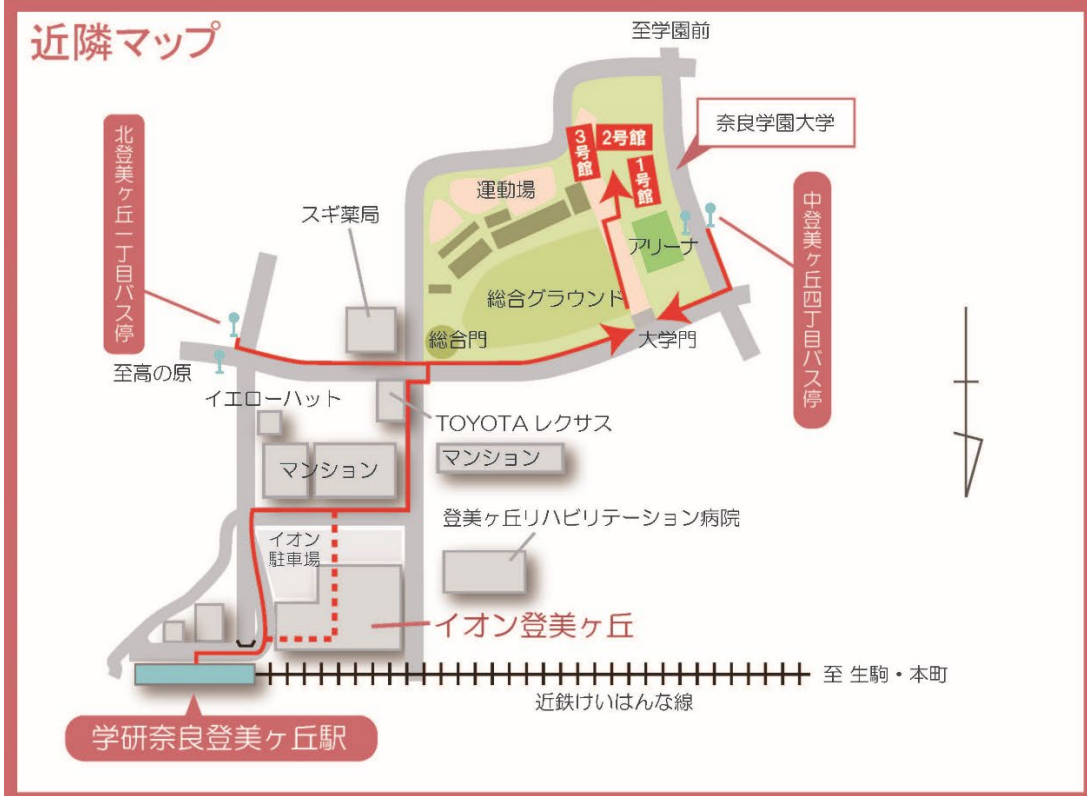 近隣マップ
至学園前
奈良学園大学
北登美ヶ丘一丁目バス停
3号館
2号館
1号館
運動場
スギ薬局
アリーナ
中登美ヶ丘四丁目バス停
総合グラウンド
総合門
大学門
至高の原
イエローハット
TOYOTAレクサス
マンション
マンション
登美ヶ丘リハビリテーション病院
イオン
駐車場
イオン登美ヶ丘
至 生駒・本町
近鉄けいはんな線
学研奈良登美ヶ丘駅